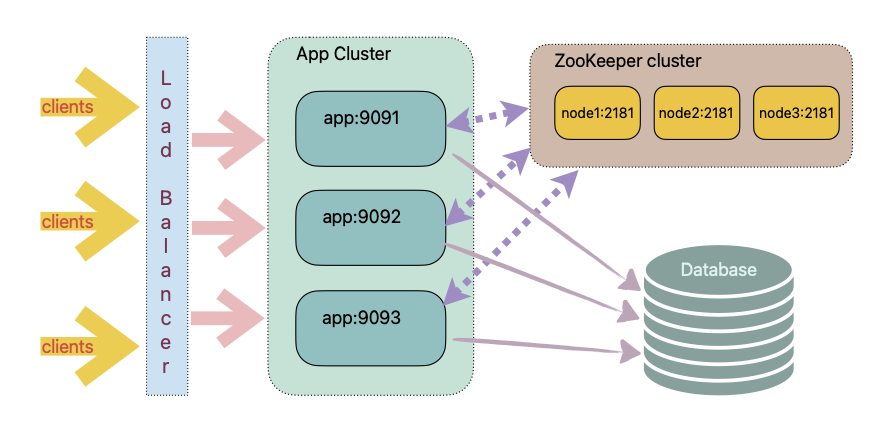 clients
clients
clients
Load Balancer
App Cluster
app:9091
app:9092
app:9093
ZooKeeper cluster
node1:2181
node2:2181
node3:2181
Database